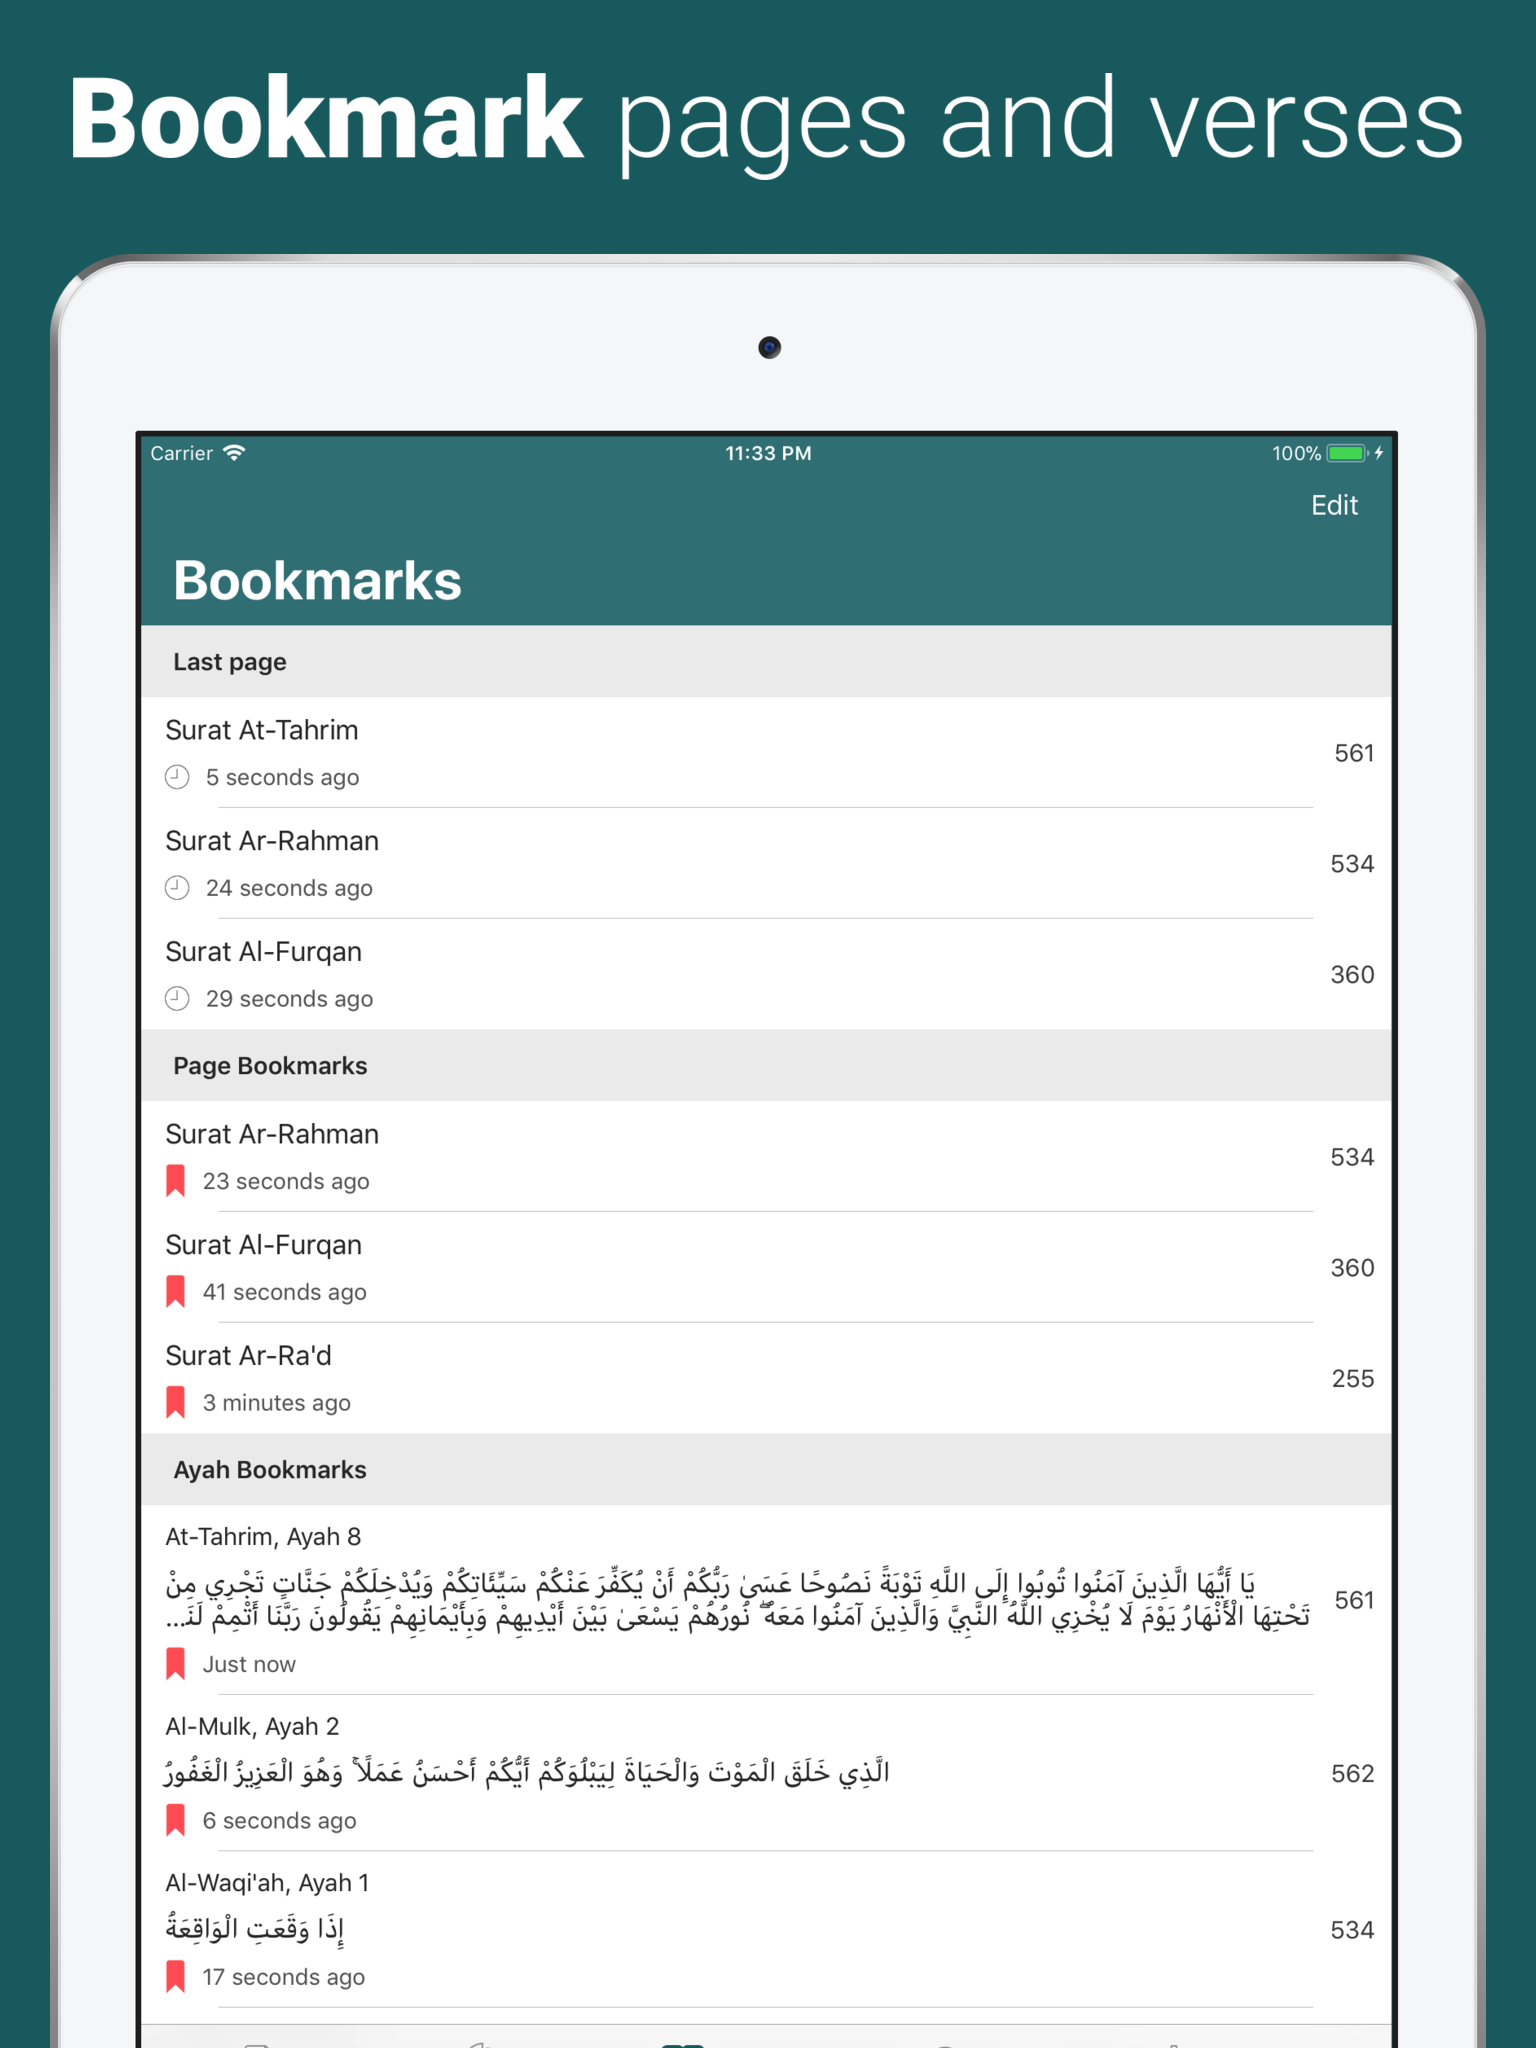 Bookmark pages and verses
Carrier 11:33 PM 100%
Edit
Bookmarks
Last page
Surat At-Tahrim
561
5 seconds ago
Surat Ar-Rahman
534
24 seconds ago
Surat Al-Furqan
360
29 seconds ago
Page Bookmarks
Surat Ar-Rahman
534
23 seconds ago
Surat Al-Furqan
360
41 seconds ago
Surat Ar-Ra'd
255
3 minutes ago
Ayah Bookmarks
At-Tahrim, Ayah 8
يَا أَيُّهَا الَّذِينَ آمَنُوا تُوبُوا إِلَى اللَّهِ تَوْبَةً نَصُوحًا عَسَىٰ رَبُّكُمْ أَنْ يُكَفِّرَ عَنْكُمْ سَيِّئَاتِكُمْ وَيُدْخِلَكُمْ جَنَّاتٍ تَجْرِي مِنْ
تَحْتِهَا الْأَنْهَارُ يَوْمَ لَا يُخْزِي اللَّهُ النَّبِيَّ وَالَّذِينَ آمَنُوا مَعَهُ ۖ نُورُهُمْ يَسْعَىٰ بَيْنَ أَيْدِيهِمْ وَبِأَيْمَانِهِمْ يَقُولُونَ رَبَّنَا أَتْمِمْ لَنَ...
561
Just now
Al-Mulk, Ayah 2
الَّذِي خَلَقَ الْمَوْتَ وَالْحَيَاةَ لِيَبْلُوَكُمْ أَيُّكُمْ أَحْسَنُ عَمَلًا ۚ وَهُوَ الْعَزِيزُ الْغَفُورُ
562
6 seconds ago
Al-Waqi'ah, Ayah 1
إِذَا وَقَعَتِ الْوَاقِعَةُ
534
17 seconds ago